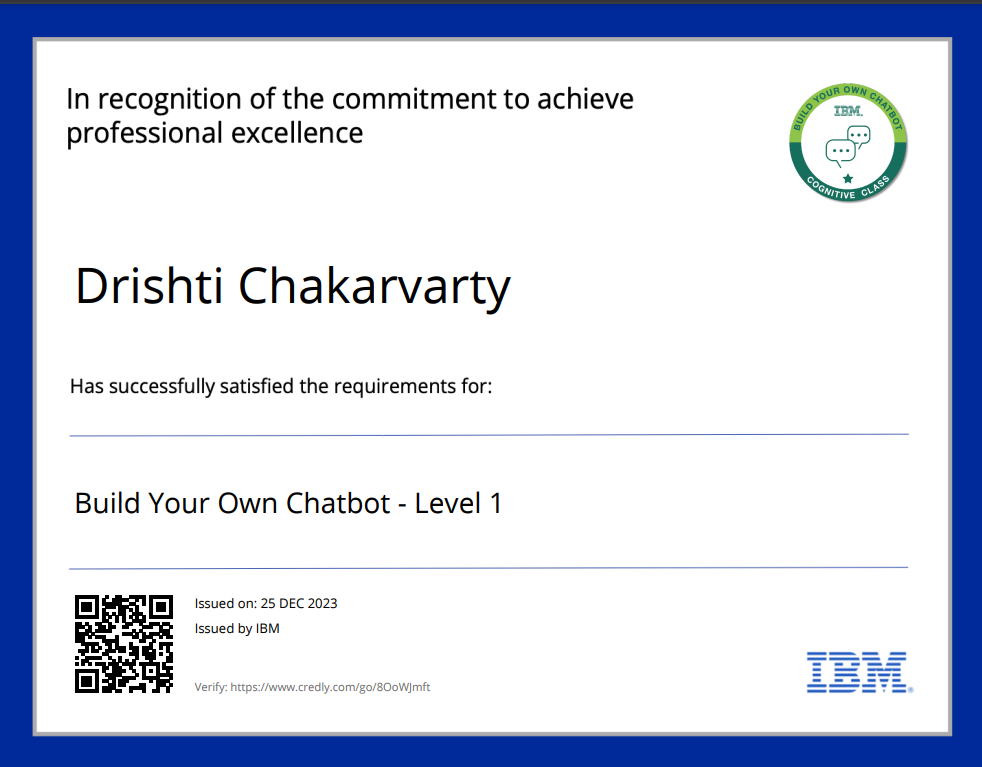 In recognition of the commitment to achieve
professional excellence
BUILD YOUR OWN CHATBOT
IBM.
COGNITIVE CLASS
Drishti Chakarvarty
Has successfully satisfied the requirements for:
Build Your Own Chatbot - Level 1
Issued on: 25 DEC 2023
Issued by IBM
Verify: https://www.credly.com/go/8OoWJmft
IBM®